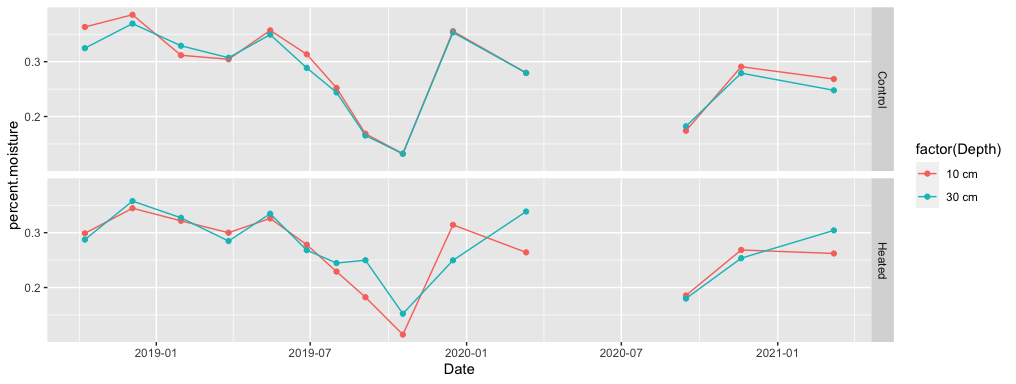 percent.moisture
0.3
0.2
Control
0.3
0.2
Heated
2019-01
2019-07
2020-01
2020-07
2021-01
Date
factor(Depth)
10 cm
30 cm